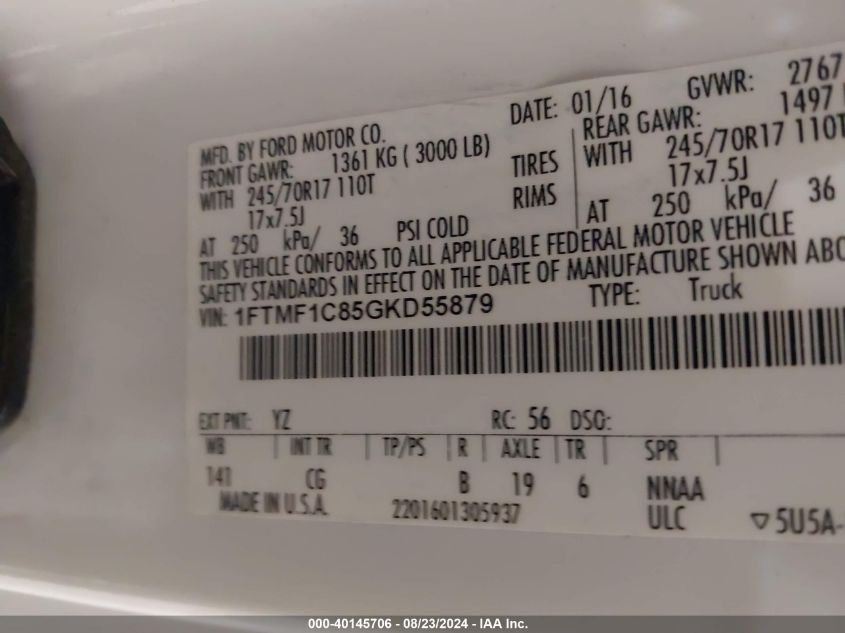 MFD. BY FORD MOTOR CO. DATE: 01/16 GVWR: 2767
FRONT GAWR: 1361 KG ( 3000 LB) REAR GAWR: 1497
WITH 245/70R17 110T TIRES WITH 245/70R17 110T
17x7.5J RIMS 17x7.5J
AT 250 kPa/ 36 PSI COLD AT 250 kPa/ 36
THIS VEHICLE CONFORMS TO ALL APPLICABLE FEDERAL MOTOR VEHICLE
SAFETY STANDARDS IN EFFECT ON THE DATE OF MANUFACTURE SHOWN ABO
VIN: 1FTMF1C85GKD55879 TYPE: Truck
EXT PNT: YZ RC: 56 DSO:
WB INT TR TP/PS R AXLE TR SPR
141 CG B 19 6 NNAA
MADE IN U.S.A. 2201601305937 ULC ▽5U5A-
000-40145706 - 08/23/2024 - IAA Inc.